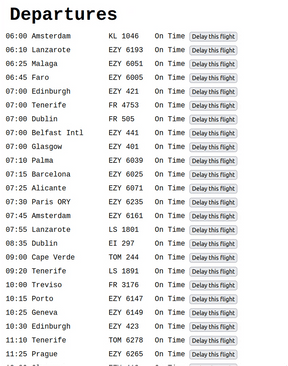 Departures
06:00 Amsterdam KL 1046 On Time Delay this flight
06:10 Lanzarote EZY 6193 On Time Delay this flight
06:25 Malaga EZY 6051 On Time Delay this flight
06:45 Faro EZY 6005 On Time Delay this flight
07:00 Edinburgh EZY 421 On Time Delay this flight
07:00 Tenerife FR 4753 On Time Delay this flight
07:00 Dublin FR 505 On Time Delay this flight
07:00 Belfast Intl EZY 441 On Time Delay this flight
07:00 Glasgow EZY 401 On Time Delay this flight
07:10 Palma EZY 6039 On Time Delay this flight
07:15 Barcelona EZY 6025 On Time Delay this flight
07:25 Alicante EZY 6071 On Time Delay this flight
07:30 Paris ORY EZY 6235 On Time Delay this flight
07:45 Amsterdam EZY 6161 On Time Delay this flight
07:55 Lanzarote LS 1801 On Time Delay this flight
08:35 Dublin EI 297 On Time Delay this flight
09:00 Cape Verde TOM 244 On Time Delay this flight
09:20 Tenerife LS 1891 On Time Delay this flight
10:00 Treviso FR 3176 On Time Delay this flight
10:15 Porto EZY 6147 On Time Delay this flight
10:25 Geneva EZY 6149 On Time Delay this flight
10:30 Edinburgh EZY 423 On Time Delay this flight
11:10 Tenerife TOM 6278 On Time Delay this flight
11:25 Prague EZY 6265 On Time Delay this flight